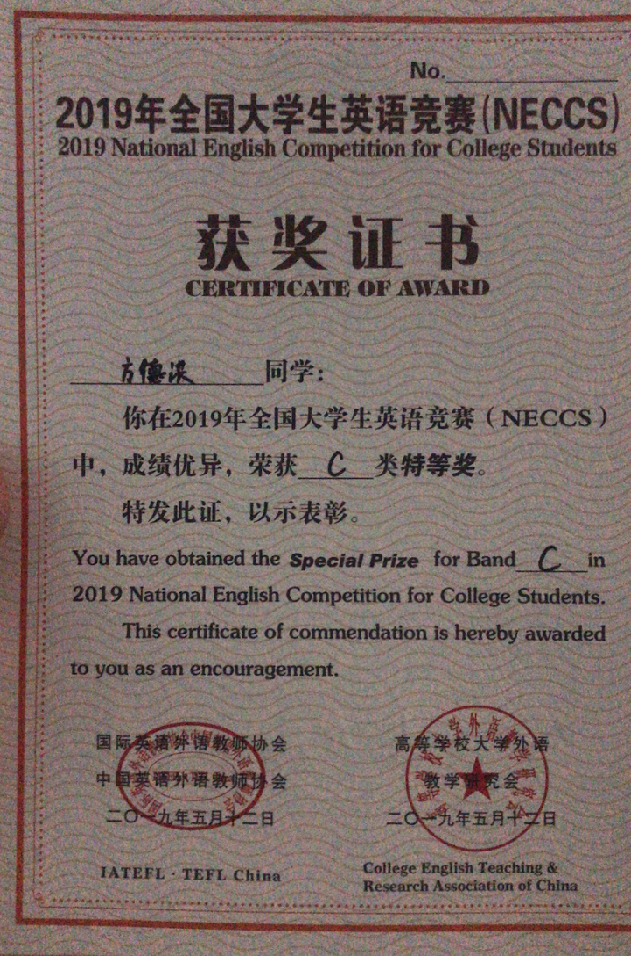 No.
2019年全国大学生英语竞赛(NECCS)
2019 National English Competition for College Students
获奖证书
CERTIFICATE OF AWARD
方德 同学：
你在2019年全国大学生英语竞赛（NECCS）
中，成绩优异，荣获 C 类特等奖。
特发此证，以示表彰。
You have obtained the Special Prize for Band C in
2019 National English Competition for College Students.
This certificate of commendation is hereby awarded
to you as an encouragement.
国际英语外语教师协会
中国英语外语教师协会
二〇一九年五月十二日
IATEFL · TEFL China
高等学校大学外语
教学研究会
二〇一九年五月十二日
College English Teaching &
Research Association of China